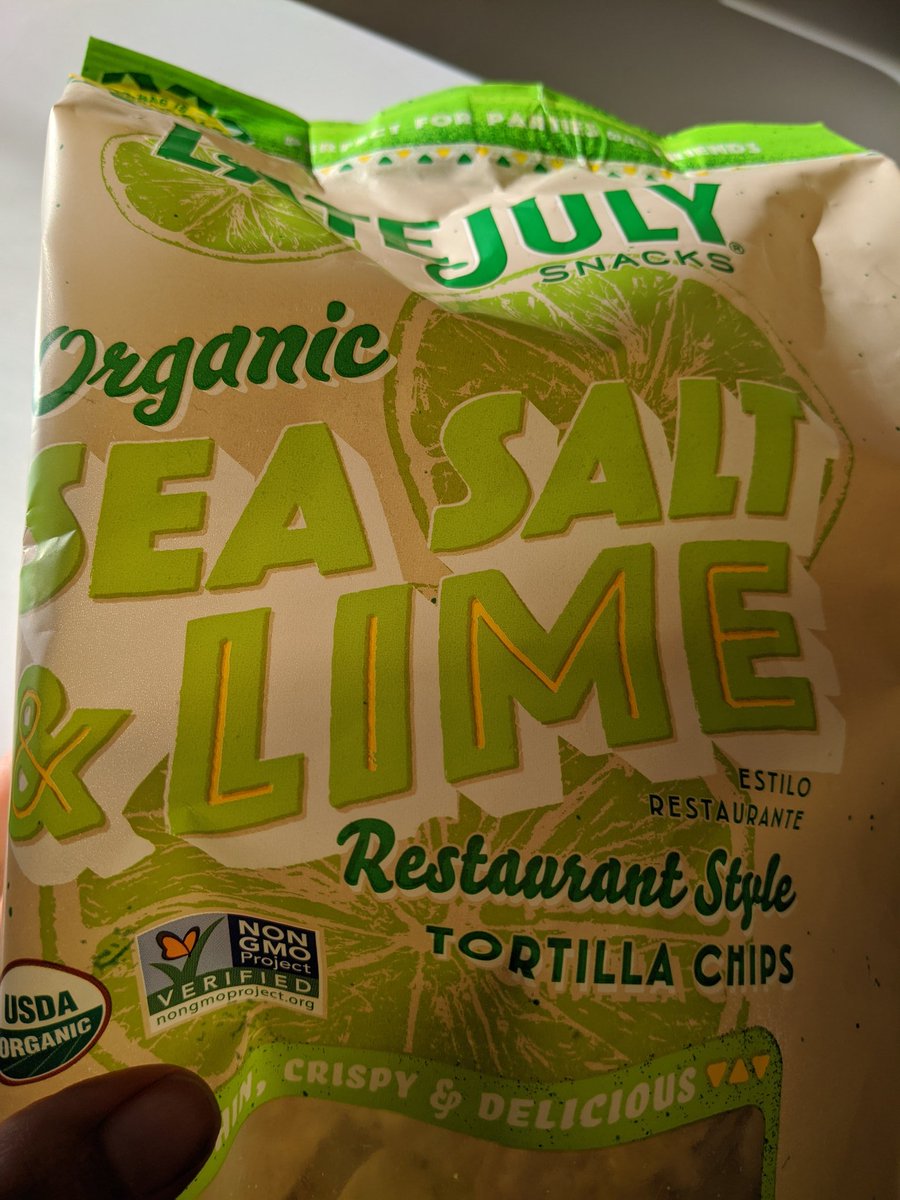 PERFECT FOR PARTIES
LATE JULY®
SNACKS
Organic
SEA SALT
& LIME
ESTILO
RESTAURANTE
Restaurant Style
TORTILLA CHIPS
NON
GMO
Project
VERIFIED
nongmoproject.org
USDA
ORGANIC
CRISPY & DELICIOUS